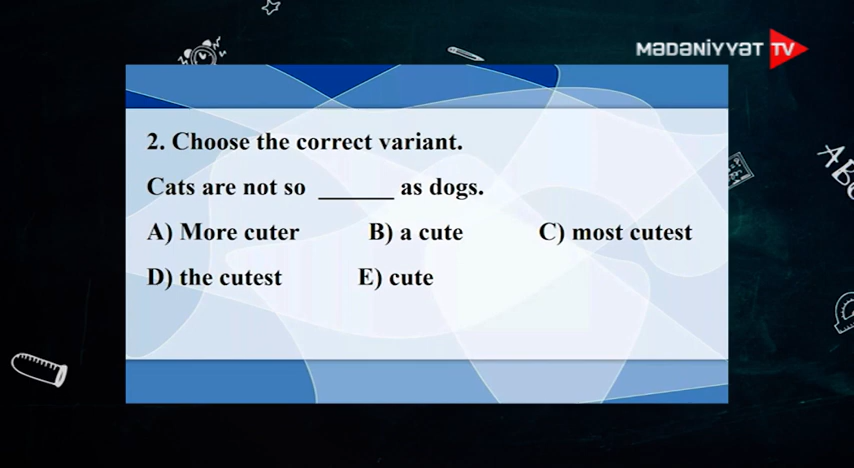 MƏDƏNİYYƏT TV
2. Choose the correct variant.
Cats are not so ______ as dogs.
A) More cuter B) a cute C) most cutest
D) the cutest E) cute
ABC